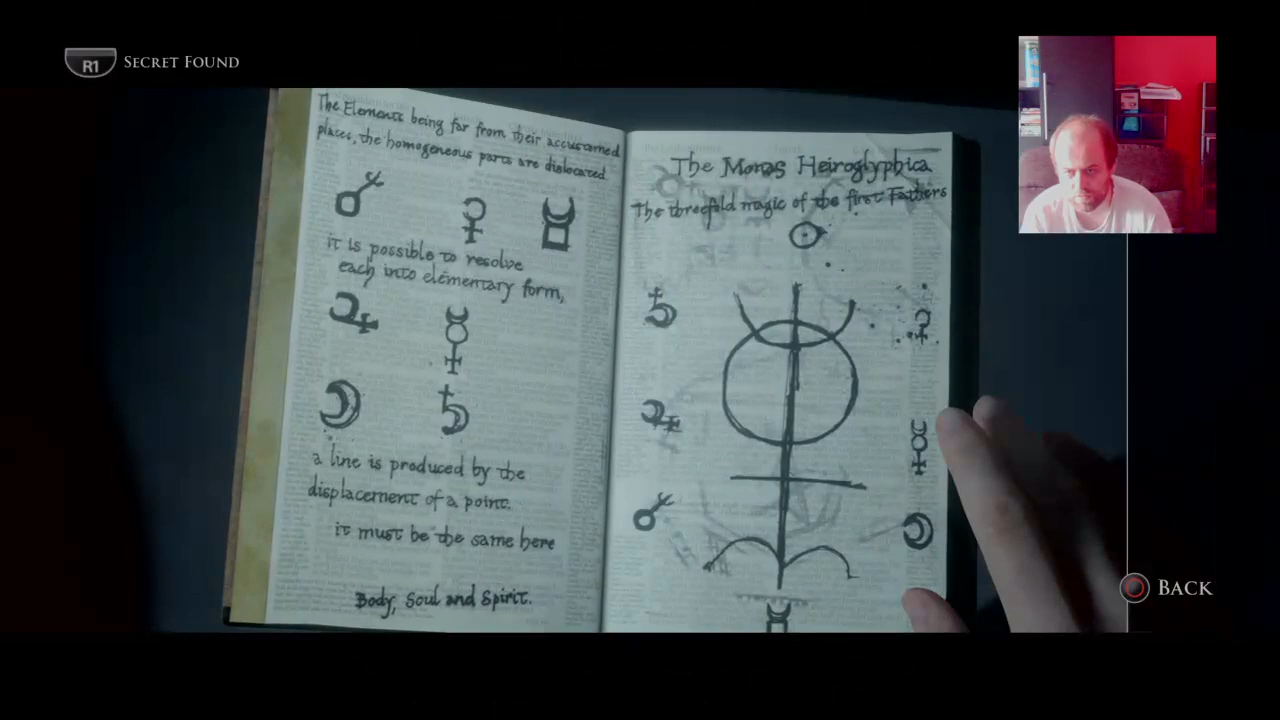 R1 SECRET FOUND
The Elements being far from their accustomed
places, the homogeneous parts are dislocated
it is possible to resolve
each into elementary form,
a line is produced by the
displacement of a point.
it must be the same here
Body, Soul and Spirit.
The Monas Heiroglyphica
The threefold magic of the first Fathers
BACK